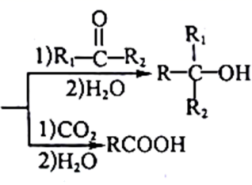 O
1)R₁—C—R₂
2)H₂O
R₁
R—C—OH
R₂
1)CO₂
2)H₂O
RCOOH